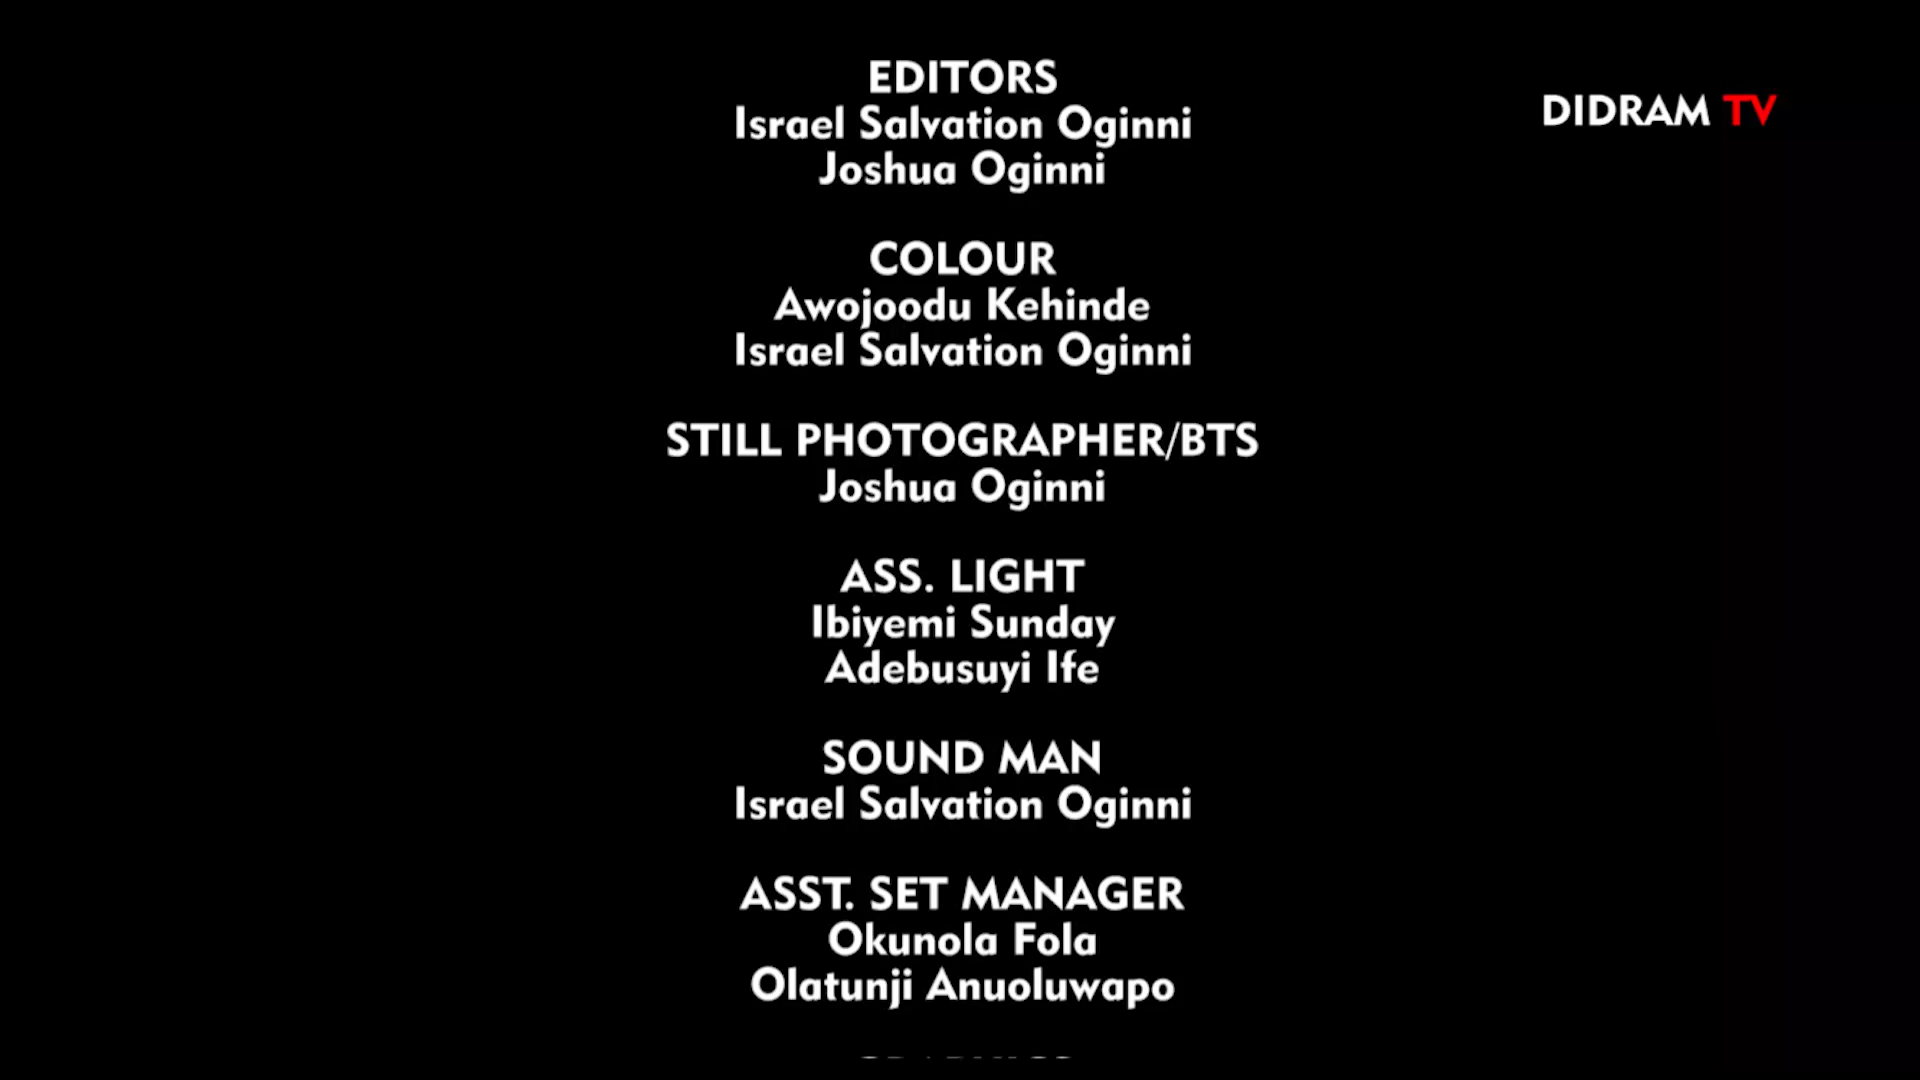 EDITORS
Israel Salvation Oginni
Joshua Oginni
DIDRAM TV
COLOUR
Awojoodu Kehinde
Israel Salvation Oginni
STILL PHOTOGRAPHER/BTS
Joshua Oginni
ASS. LIGHT
Ibiyemi Sunday
Adebusuyi Ife
SOUND MAN
Israel Salvation Oginni
ASST. SET MANAGER
Okunola Fola
Olatunji Anuoluwapo